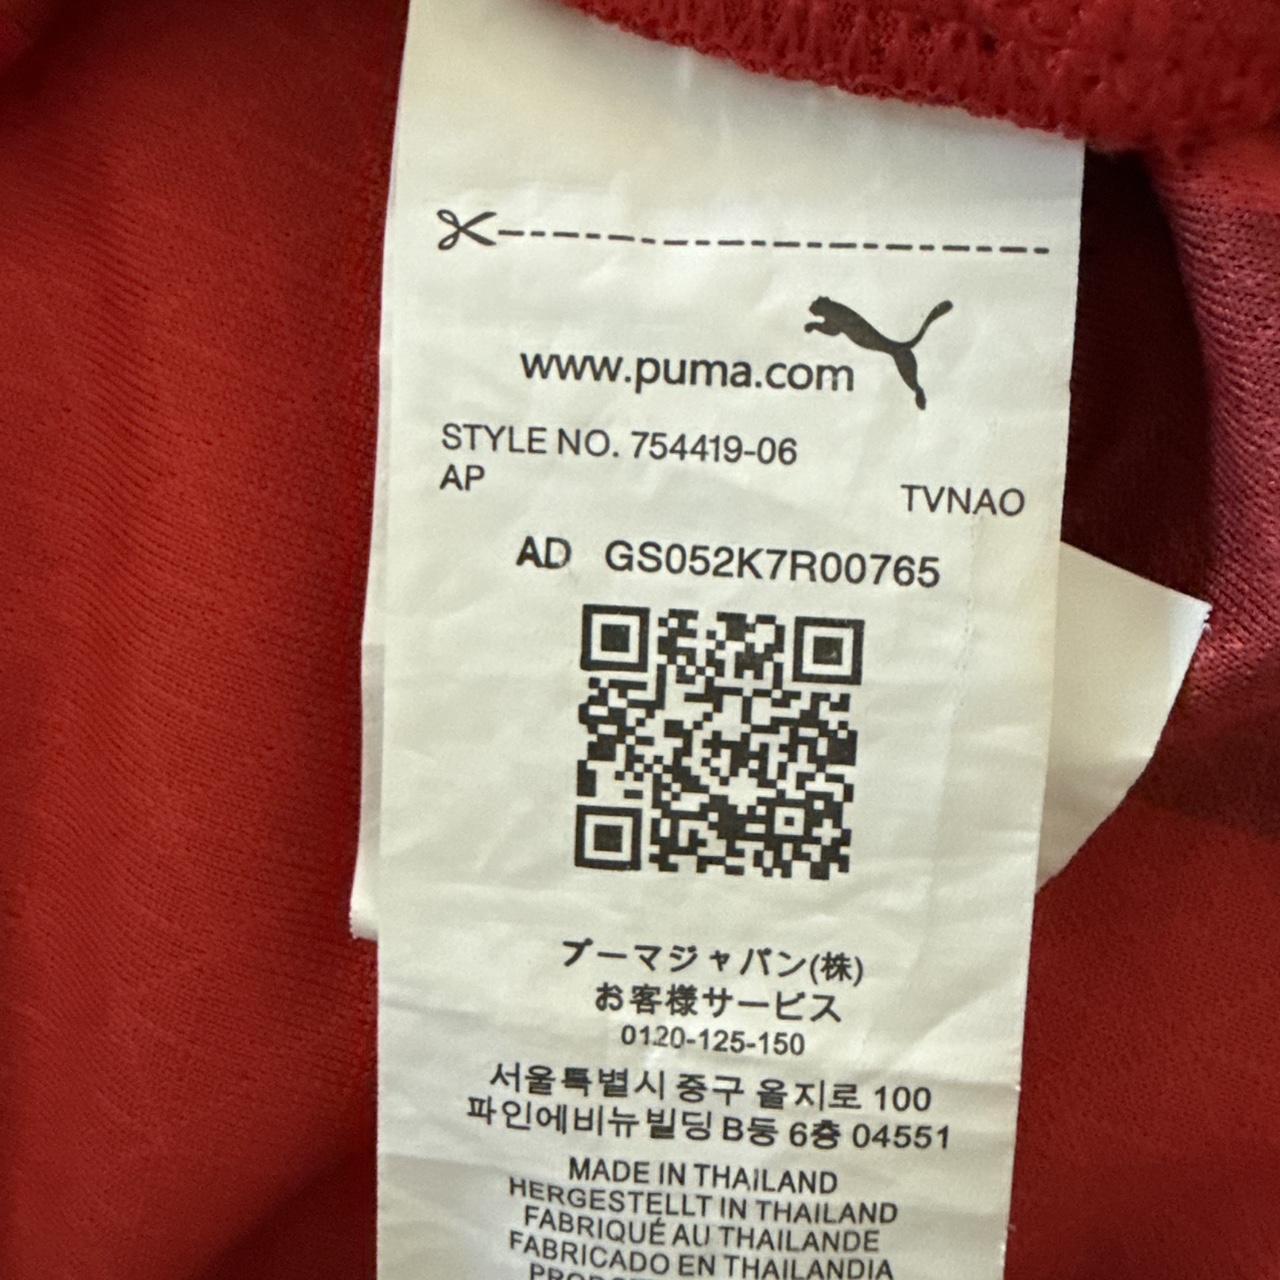 www.puma.com
STYLE NO. 754419-06
AP
TVNAO
AD GS052K7R00765
プーマジャパン(株)
お客様サービス
0120-125-150
서울특별시 중구 을지로 100
파인에비뉴빌딩 B동 6층 04551
MADE IN THAILAND
HERGESTELLT IN THAILAND
FABRIQUÉ AU THAILANDE
FABRICADO EN THAILANDIA